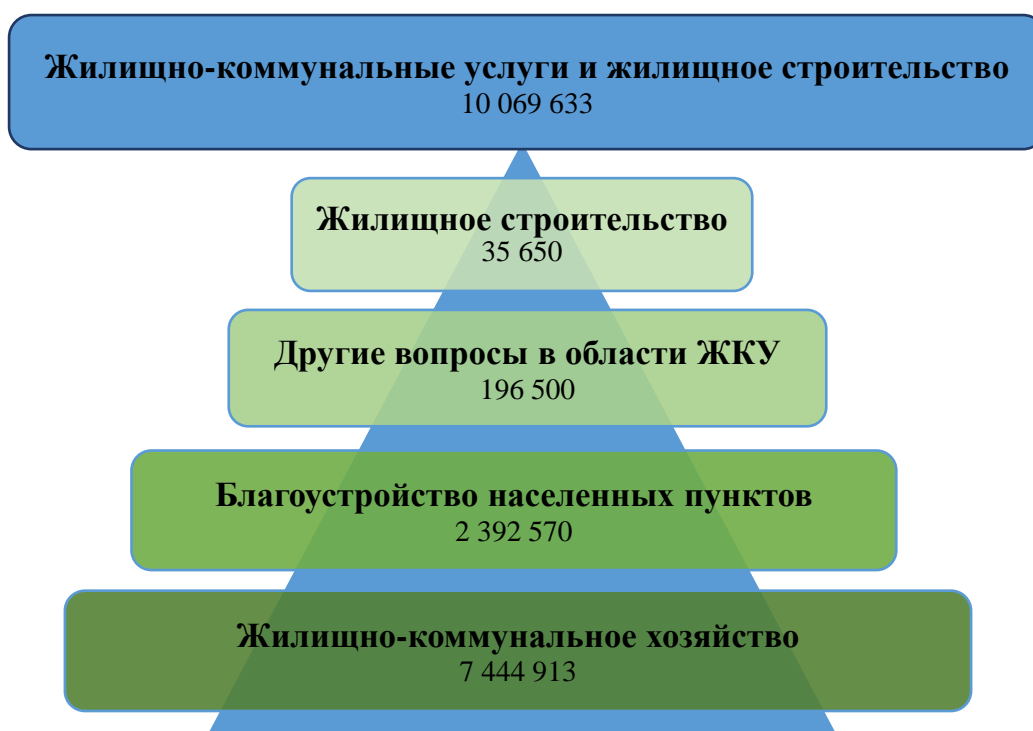 Жилищно-коммунальные услуги и жилищное строительство
10 069 633
Жилищное строительство
35 650
Другие вопросы в области ЖКУ
196 500
Благоустройство населенных пунктов
2 392 570
Жилищно-коммунальное хозяйство
7 444 913